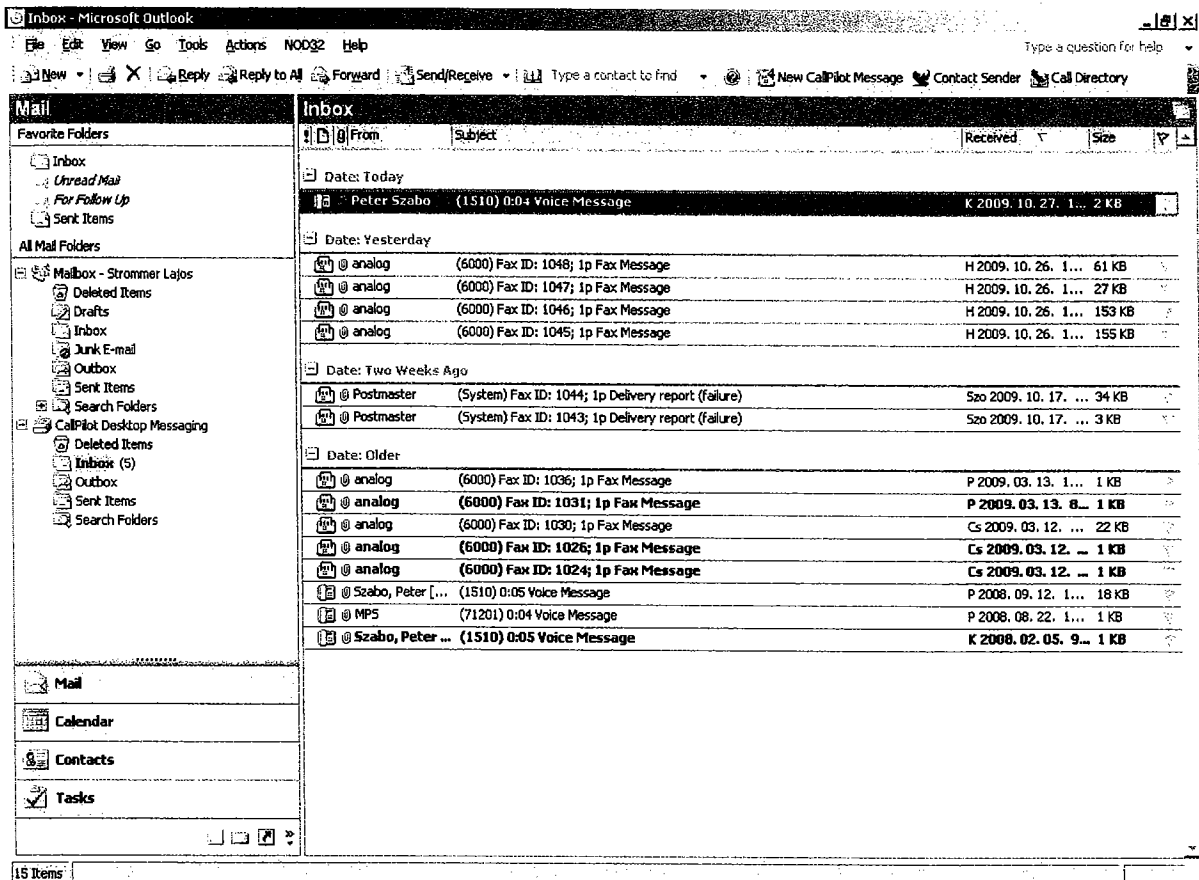 Inbox - Microsoft Outlook
File Edit View Go Tools Actions NOD32 Help Type a question for help
New Reply Reply to All Forward Send/Receive Type a contact to find New CallPilot Message Contact Sender Call Directory
Mail
Favorite Folders
Inbox
Unread Mail
For Follow Up
Sent Items
All Mail Folders
Mailbox - Strommer Lajos
Deleted Items
Drafts
Inbox
Junk E-mail
Outbox
Sent Items
Search Folders
CallPilot Desktop Messaging
Deleted Items
Inbox (5)
Outbox
Sent Items
Search Folders
Mail
Calendar
Contacts
Tasks
Inbox
From Subject Received Size
Date: Today
Peter Szabo (1510) 0:04 Voice Message K 2009. 10. 27. 1... 2 KB
Date: Yesterday
analog (6000) Fax ID: 1048; 1p Fax Message H 2009. 10. 26. 1... 61 KB
analog (6000) Fax ID: 1047; 1p Fax Message H 2009. 10. 26. 1... 27 KB
analog (6000) Fax ID: 1046; 1p Fax Message H 2009. 10. 26. 1... 153 KB
analog (6000) Fax ID: 1045; 1p Fax Message H 2009. 10. 26. 1... 155 KB
Date: Two Weeks Ago
Postmaster (System) Fax ID: 1044; 1p Delivery report (failure) Szo 2009. 10. 17. ... 34 KB
Postmaster (System) Fax ID: 1043; 1p Delivery report (failure) Szo 2009. 10. 17. ... 3 KB
Date: Older
analog (6000) Fax ID: 1036; 1p Fax Message P 2009. 03. 13. 1... 1 KB
analog (6000) Fax ID: 1031; 1p Fax Message P 2009. 03. 13. 8... 1 KB
analog (6000) Fax ID: 1030; 1p Fax Message Cs 2009. 03. 12. ... 22 KB
analog (6000) Fax ID: 1026; 1p Fax Message Cs 2009. 03. 12. ... 1 KB
analog (6000) Fax ID: 1024; 1p Fax Message Cs 2009. 03. 12. ... 1 KB
Szabo, Peter [... (1510) 0:05 Voice Message P 2008. 09. 12. 1... 18 KB
MPS (71201) 0:04 Voice Message P 2008. 08. 22. 1... 1 KB
Szabo, Peter ... (1510) 0:05 Voice Message K 2008. 02. 05. 9... 1 KB
15 Items